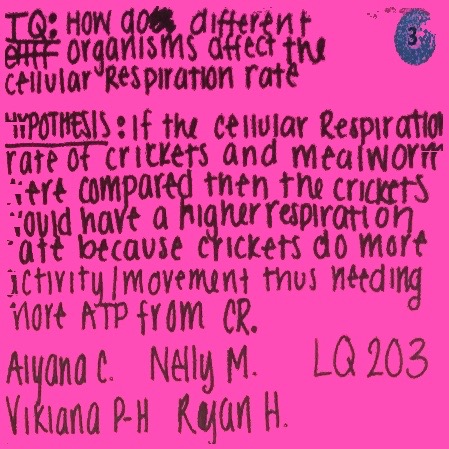 TQ: HOW do different
organisms affect the
cellular Respiration rate
3
HYPOTHESIS: If the cellular Respiration
rate of crickets and mealworm
were compared then the crickets
would have a higher respiration
rate because crickets do more
activity/movement thus needing
more ATP from CR.
Aiyana C. Nelly M. LQ 203
Vikiana P-H Ryan H.